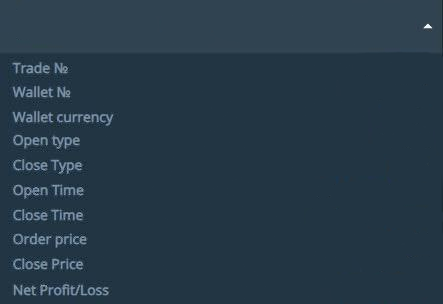 Trade №
Wallet №
Wallet currency
Open type
Close Type
Open Time
Close Time
Order price
Close Price
Net Profit/Loss